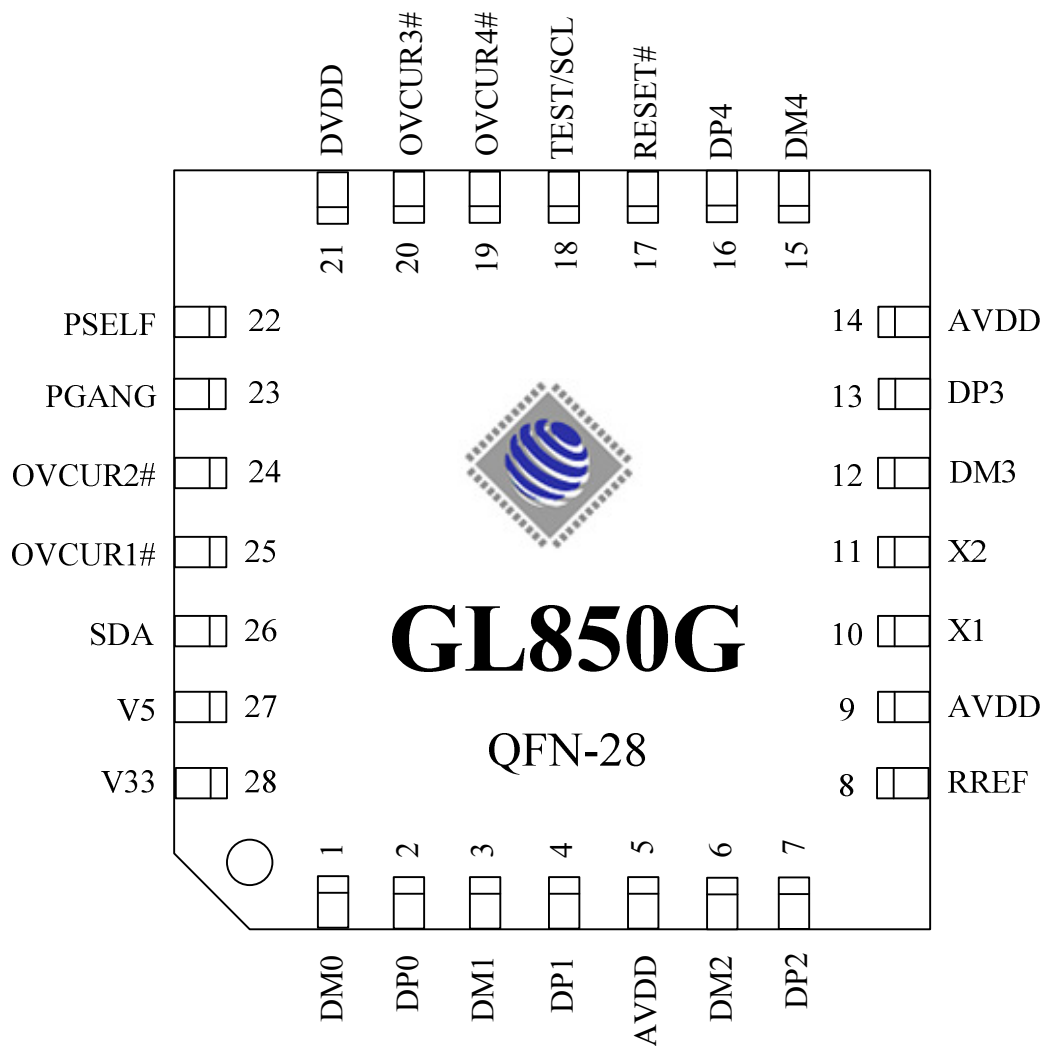 DVDD
OVCUR3#
OVCUR4#
TEST/SCL
RESET#
DP4
DM4
21
20
19
18
17
16
15
PSELF 22
14 AVDD
PGANG 23
13 DP3
OVCUR2# 24
12 DM3
OVCUR1# 25
11 X2
SDA 26
10 X1
GL850G
V5 27
9 AVDD
QFN-28
V33 28
8 RREF
1
2
3
4
5
6
7
DM0
DP0
DM1
DP1
AVDD
DM2
DP2